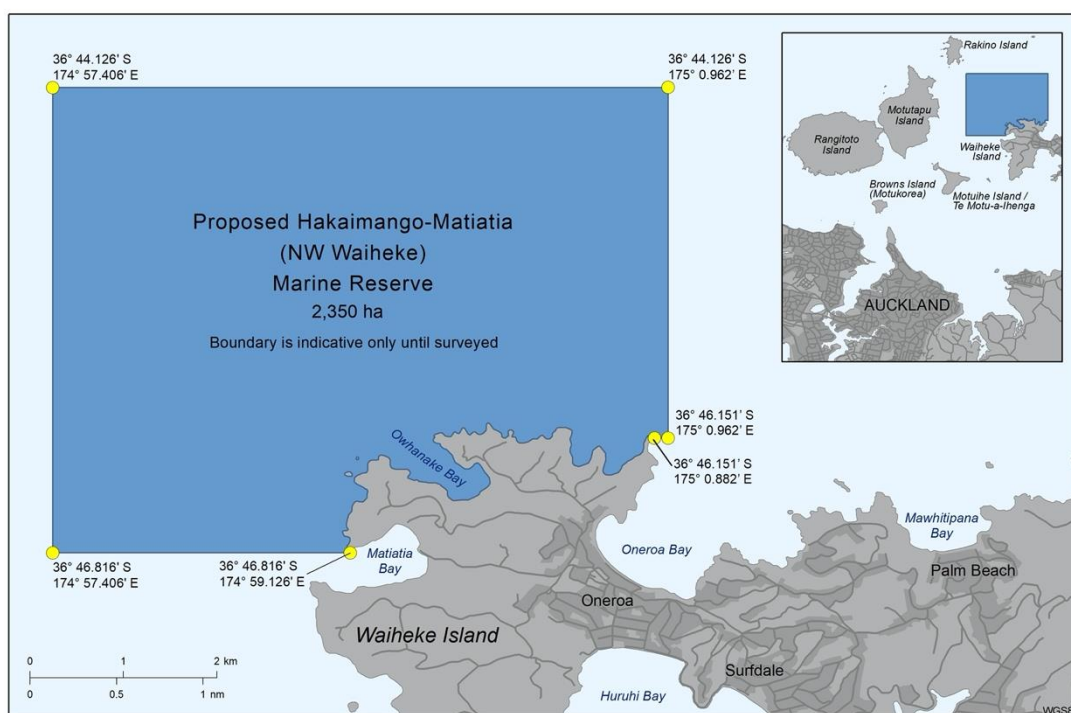 36° 44.126' S
174° 57.406' E
36° 44.126' S
175° 0.962' E
Rakino Island
Motutapu
Island
Rangitoto
Island
Waiheke
Island
Browns Island
(Motukorea)
Motuihe Island /
Te Motu-a-Ihenga
AUCKLAND
Proposed Hakaimango-Matiatia
(NW Waiheke)
Marine Reserve
2,350 ha
Boundary is indicative only until surveyed
36° 46.151' S
175° 0.962' E
36° 46.151' S
175° 0.882' E
Owhanake Bay
Mawhitipana
Bay
Matiatia
Bay
Oneroa Bay
36° 46.816' S
174° 57.406' E
36° 46.816' S
174° 59.126' E
Palm Beach
Oneroa
Waiheke Island
Surfdale
Huruhi Bay
0 1 2 km
0 0.5 1 nm